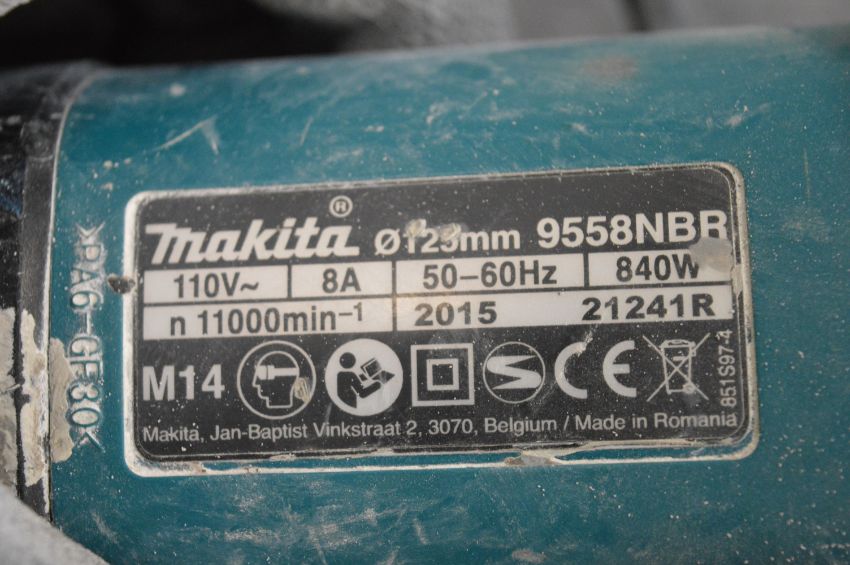 makita® Ø125mm 9558NBR
110V~ 8A 50-60Hz 840W
n 11000min-1 2015 21241R
M14 CE
Makita, Jan-Baptist Vinkstraat 2, 3070, Belgium / Made in Romania
851S97-4
>PA6-GF30<